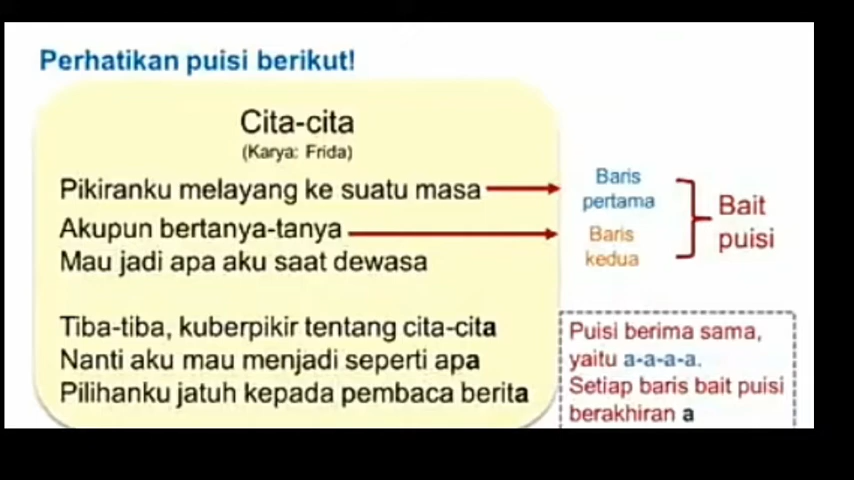 Perhatikan puisi berikut!
Cita-cita
(Karya: Frida)
Pikiranku melayang ke suatu masa
Akupun bertanya-tanya
Mau jadi apa aku saat dewasa
Tiba-tiba, kuberpikir tentang cita-cita
Nanti aku mau menjadi seperti apa
Pilihanku jatuh kepada pembaca berita
Baris
pertama
Baris
kedua
Bait
puisi
Puisi berima sama,
yaitu a-a-a-a.
Setiap baris bait puisi
berakhiran a